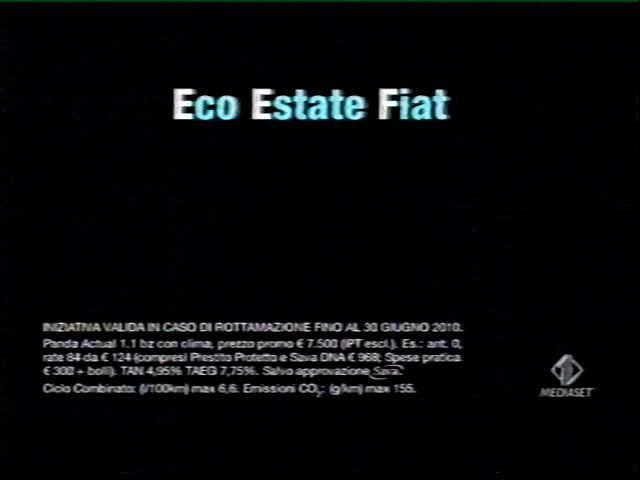 Eco Estate Fiat
INIZIATIVA VALIDA IN CASO DI ROTTAMAZIONE FINO AL 30 GIUGNO 2010.
Panda Actual 1.1 bz con clima, prezzo promo € 7.500 (IPT escl.). Es.: ant. 0,
rate 84 da € 124 (compresi Prestito Protetto e Sava DNA € 968; Spese pratica
€ 300 + bolli). TAN 4,95% TAEG 7,75%. Salvo approvazione Sava.
Ciclo Combinato: (l/100km) max 6,6. Emissioni CO₂: (g/km) max 155.
1
MEDIASET